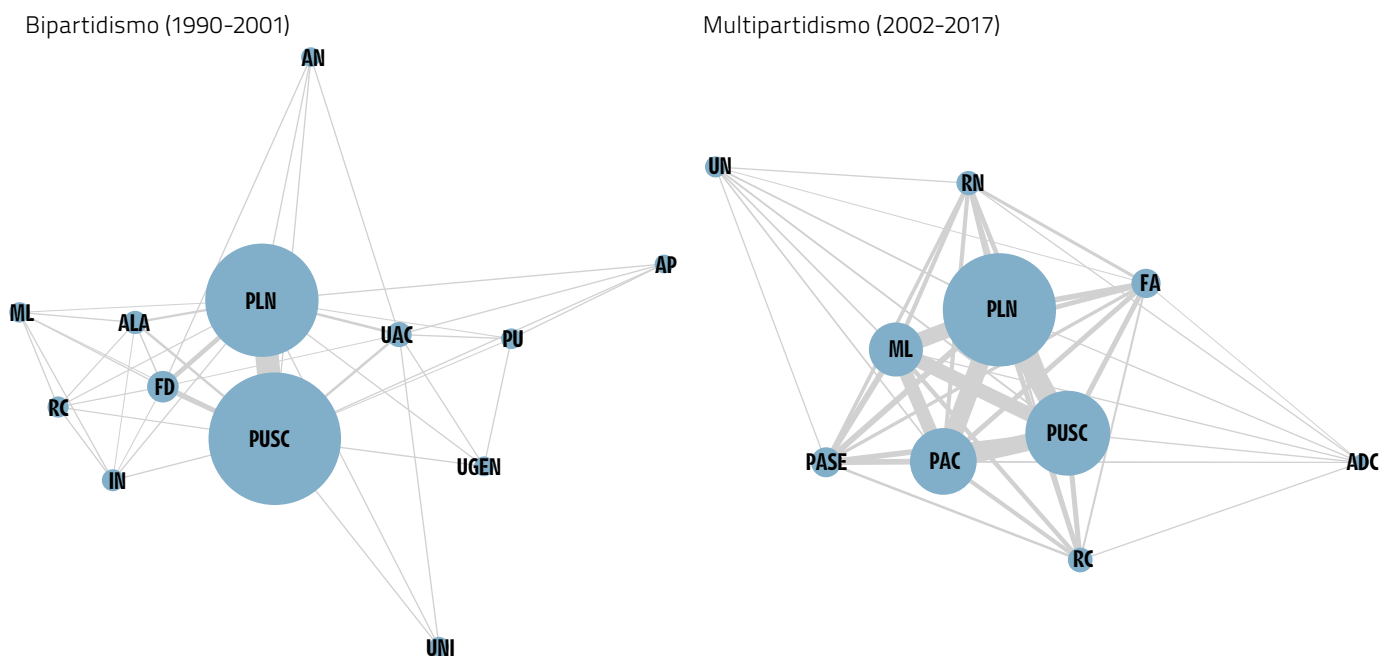 Bipartidismo (1990-2001)
AN
AP
PLN
ML
ALA
UAC
PU
FD
RC
PUSC
UGEN
IN
UNI
Multipartidismo (2002-2017)
UN
RN
FA
PLN
ML
PUSC
PASE
PAC
ADC
RC